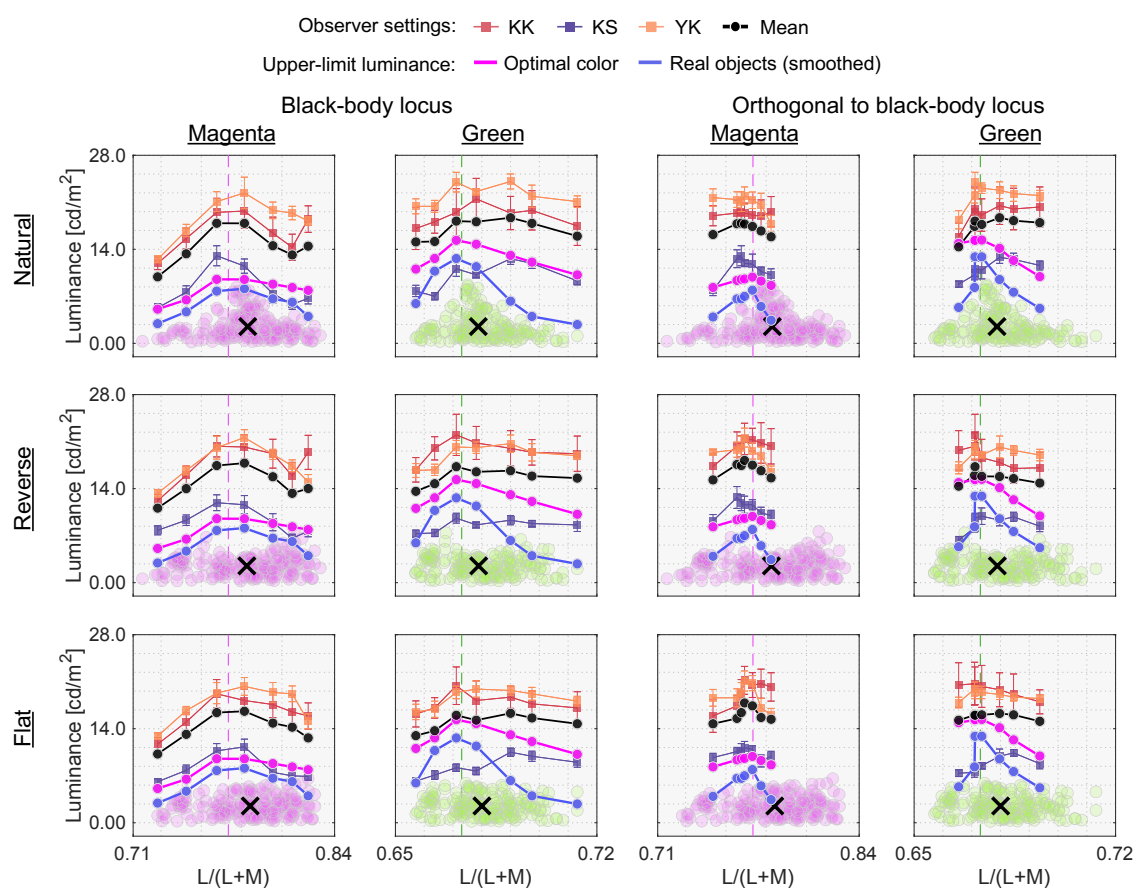 Observer settings: KK KS YK Mean
Upper-limit luminance: Optimal color Real objects (smoothed)
Black-body locus Orthogonal to black-body locus
Magenta Green Magenta Green
Natural
Luminance [cd/m²]
28.0
14.0
0.00
Reverse
Luminance [cd/m²]
28.0
14.0
0.00
Flat
Luminance [cd/m²]
28.0
14.0
0.00
0.71 0.84 0.65 0.72 0.71 0.84 0.65 0.72
L/(L+M) L/(L+M) L/(L+M) L/(L+M)